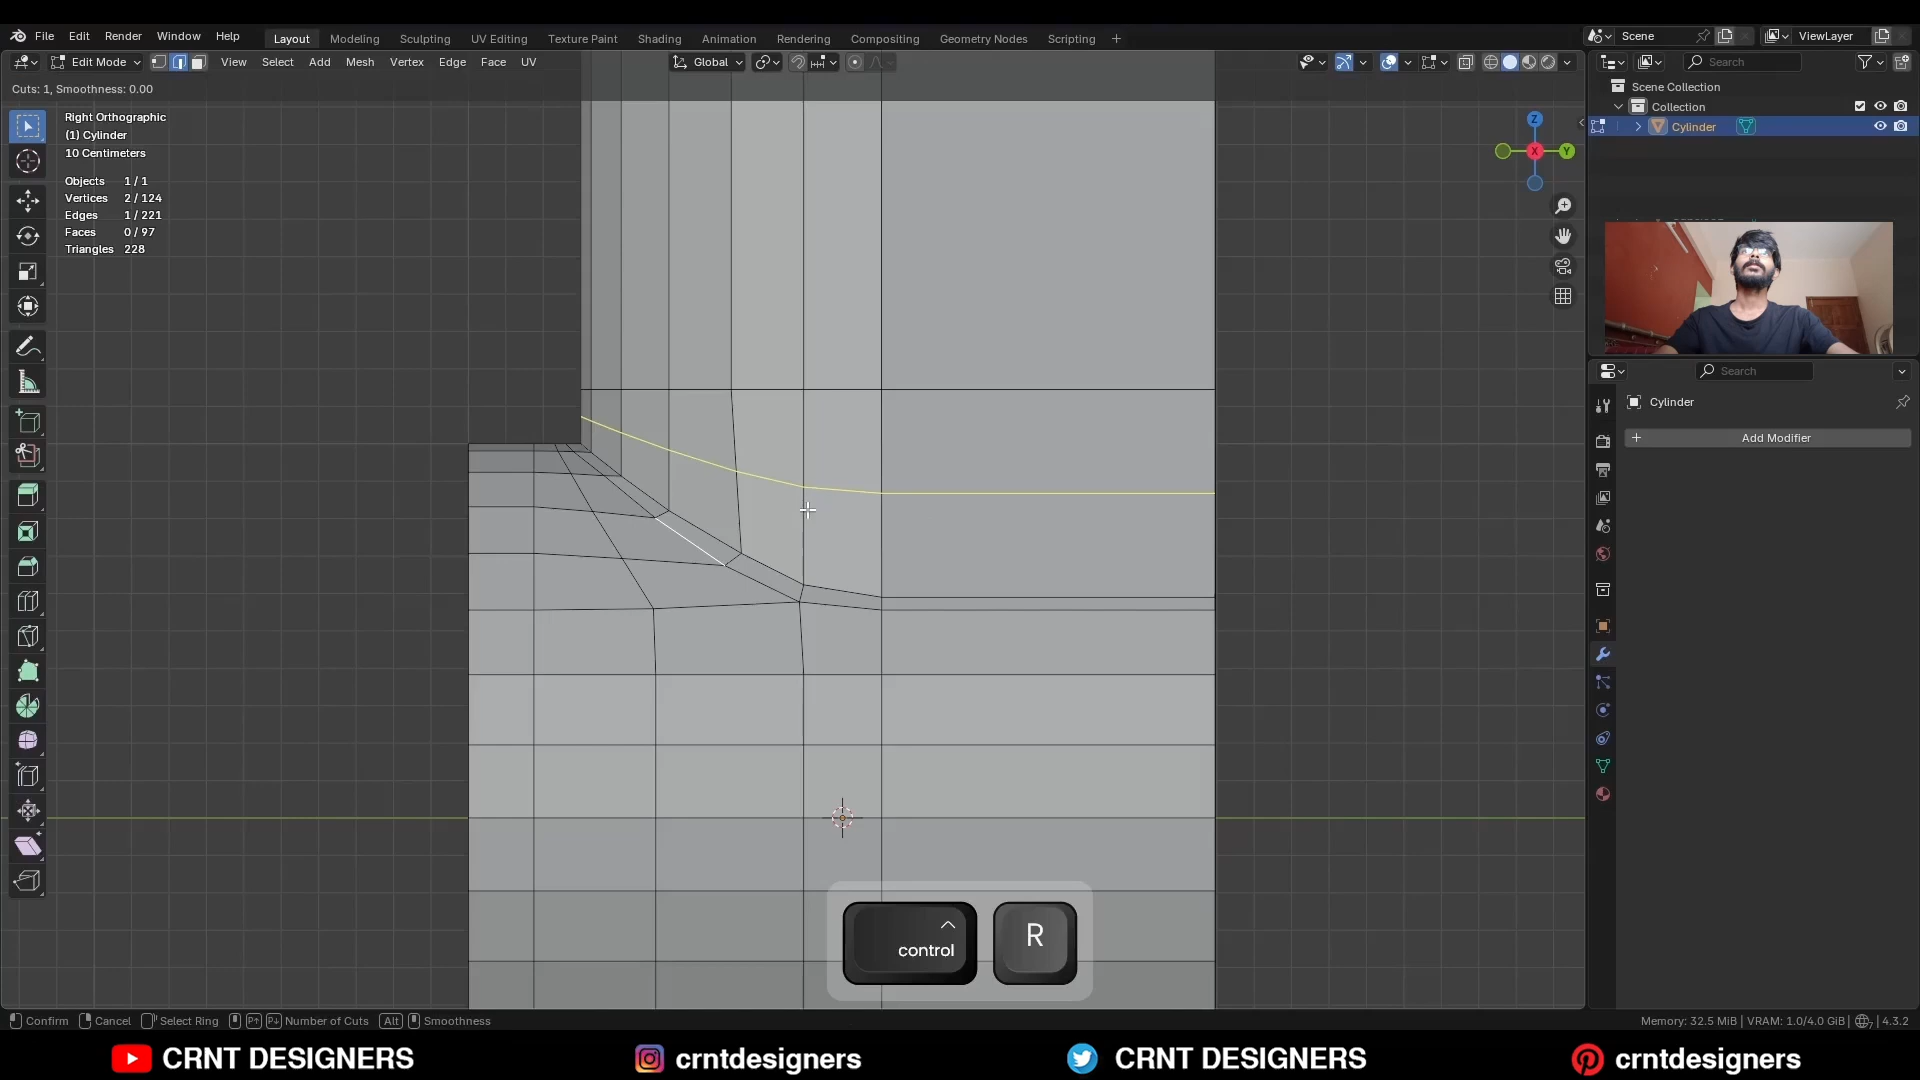 File Edit Render Window Help Layout Modeling Sculpting UV Editing Texture Paint Shading Animation Rendering Compositing Geometry Nodes Scripting + Scene ViewLayer
Edit Mode View Select Add Mesh Vertex Edge Face UV Global Search
Cuts: 1, Smoothness: 0.00
Scene Collection
Collection
Cylinder
Right Orthographic
(1) Cylinder
10 Centimeters
Objects 1 / 1
Vertices 2 / 124
Edges 1 / 221
Faces 0 / 97
Triangles 228
Z
X
Y
Search
Cylinder
+ Add Modifier
control
R
Confirm Cancel Select Ring Number of Cuts Alt Smoothness
Memory: 32.5 MiB | VRAM: 1.0/4.0 GiB | 7 | 4.3.2
CRNT DESIGNERS crntdesigners CRNT DESIGNERS crntdesigners